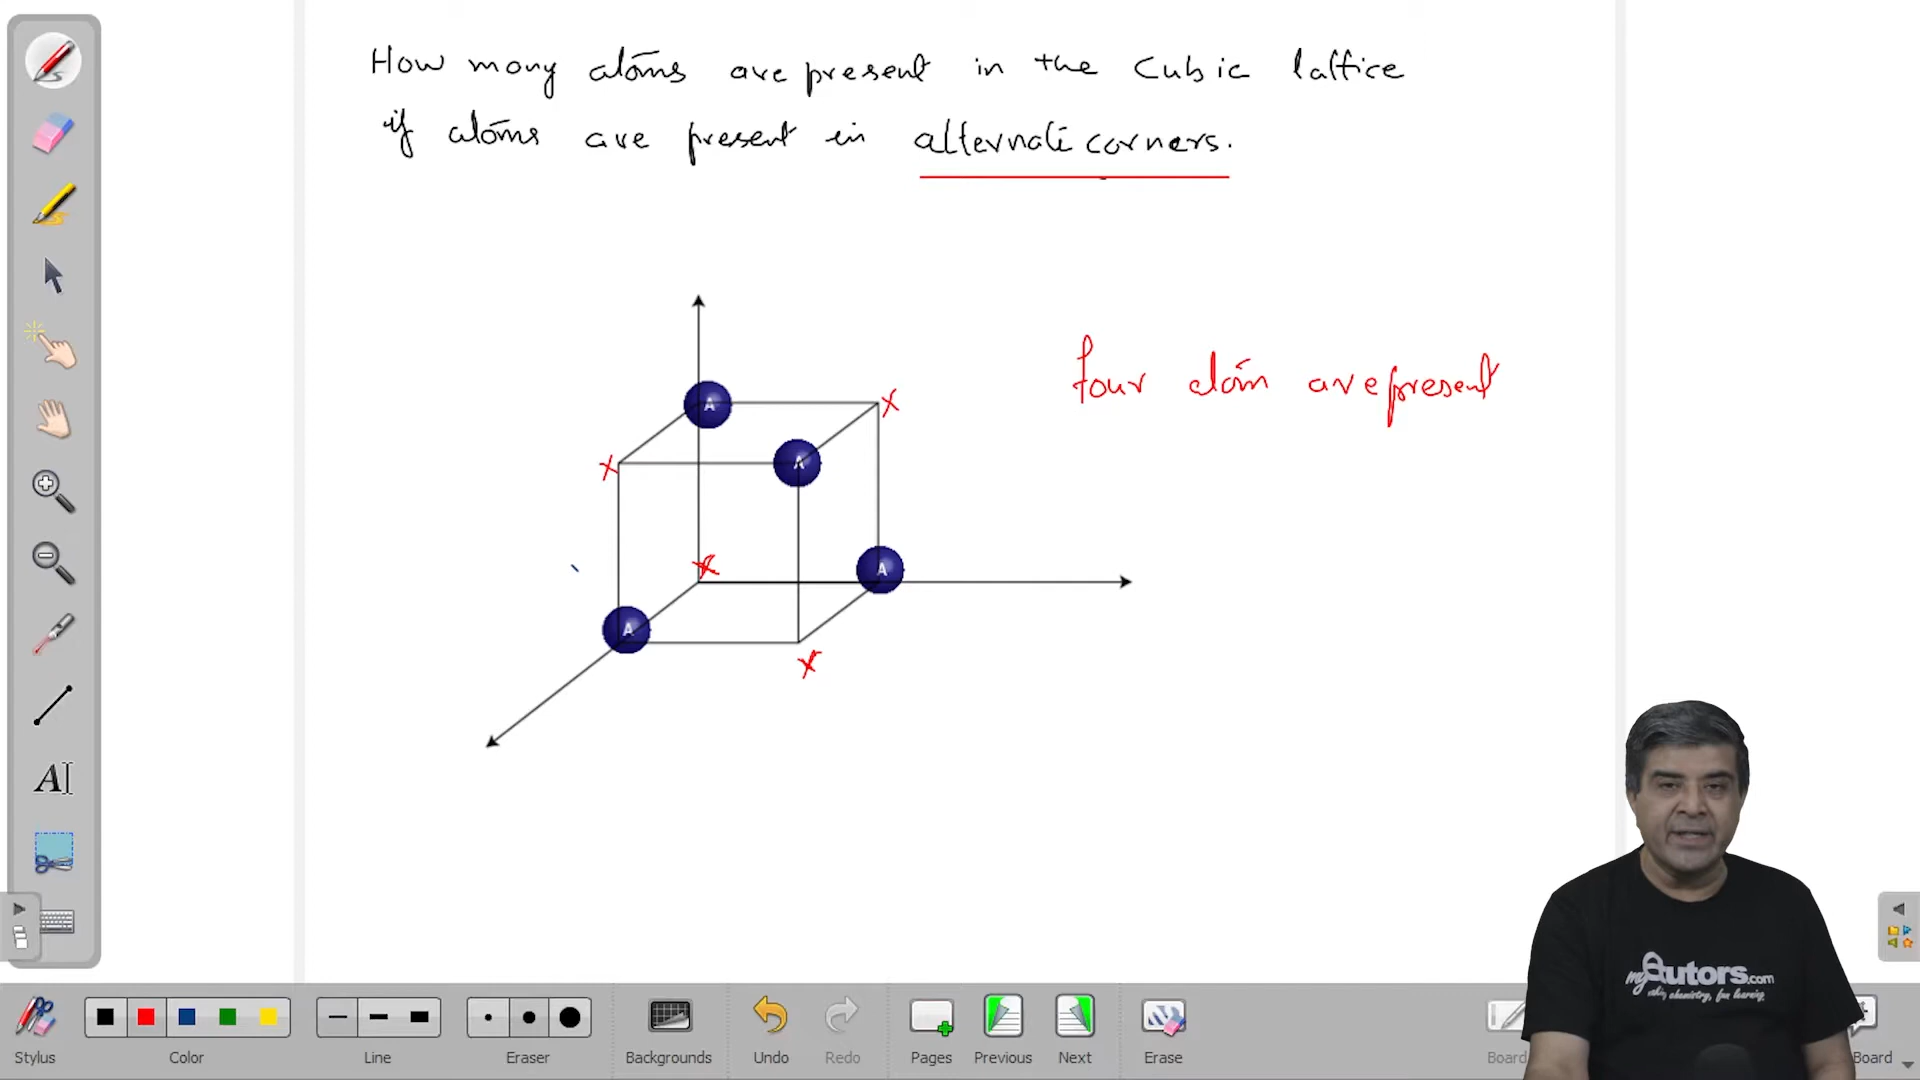 How many atoms are present in the cubic lattice
if atoms are present in alternate corners.
four atom are present
X
A
X
A
X
A
A
X
A
Stylus
Color
Line
Eraser
Backgrounds
Undo
Redo
Pages
Previous
Next
Erase
Board
Board